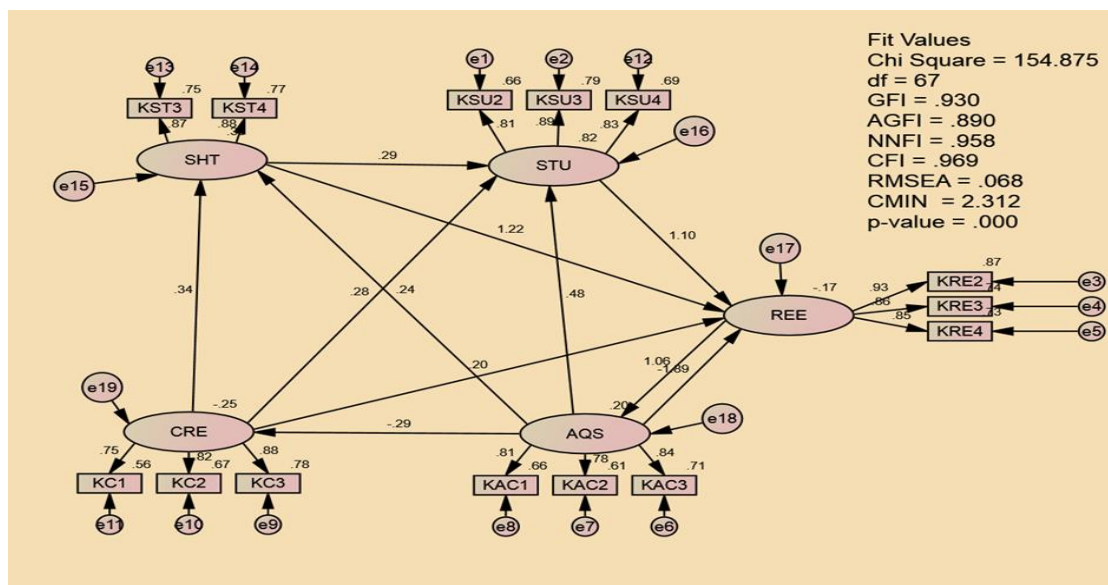 Fit Values
Chi Square = 154.875
df = 67
GFI = .930
AGFI = .890
NNFI = .958
CFI = .969
RMSEA = .068
CMIN = 2.312
p-value = .000
e13
e14
.75
.77
KST3
KST4
.87
.88
SHT
e15
e1
e2
e12
.66
.79
.69
KSU2
KSU3
KSU4
.81
.89
.83
.82
STU
e16
.29
1.22
1.10
e17
-.17
REE
.87
.93
KRE2
e3
.86
.74
KRE3
e4
.85
.73
KRE4
e5
.34
.28
.24
.48
.20
1.06
-1.89
e19
-.25
CRE
-.29
.20
AQS
e18
.75
.56
.82
.67
.88
.78
KC1
KC2
KC3
e11
e10
e9
.81
.66
.78
.61
.84
.71
KAC1
KAC2
KAC3
e8
e7
e6